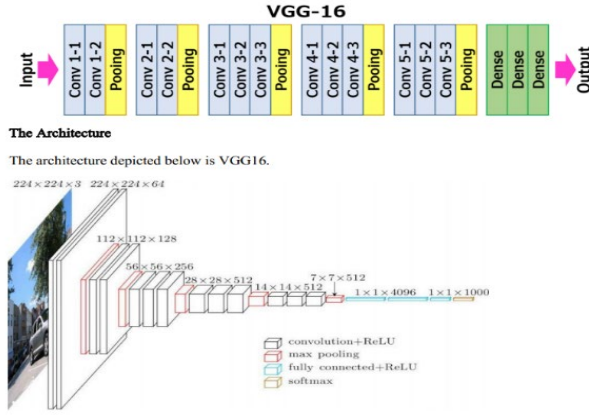 VGG-16
Input
Conv 1-1
Conv 1-2
Pooing
Conv 2-1
Conv 2-2
Pooing
Conv 3-1
Conv 3-2
Conv 3-3
Pooing
Conv 4-1
Conv 4-2
Conv 4-3
Pooing
Conv 5-1
Conv 5-2
Conv 5-3
Pooing
Dense
Dense
Dense
Output
The Architecture
The architecture depicted below is VGG16.
224×224×3 224×224×64
112×112×128
56×56×256
28×28×512
14×14×512
7×7×512
1×1×4096 1×1×1000
convolution+ReLU
max pooling
fully connected+ReLU
softmax